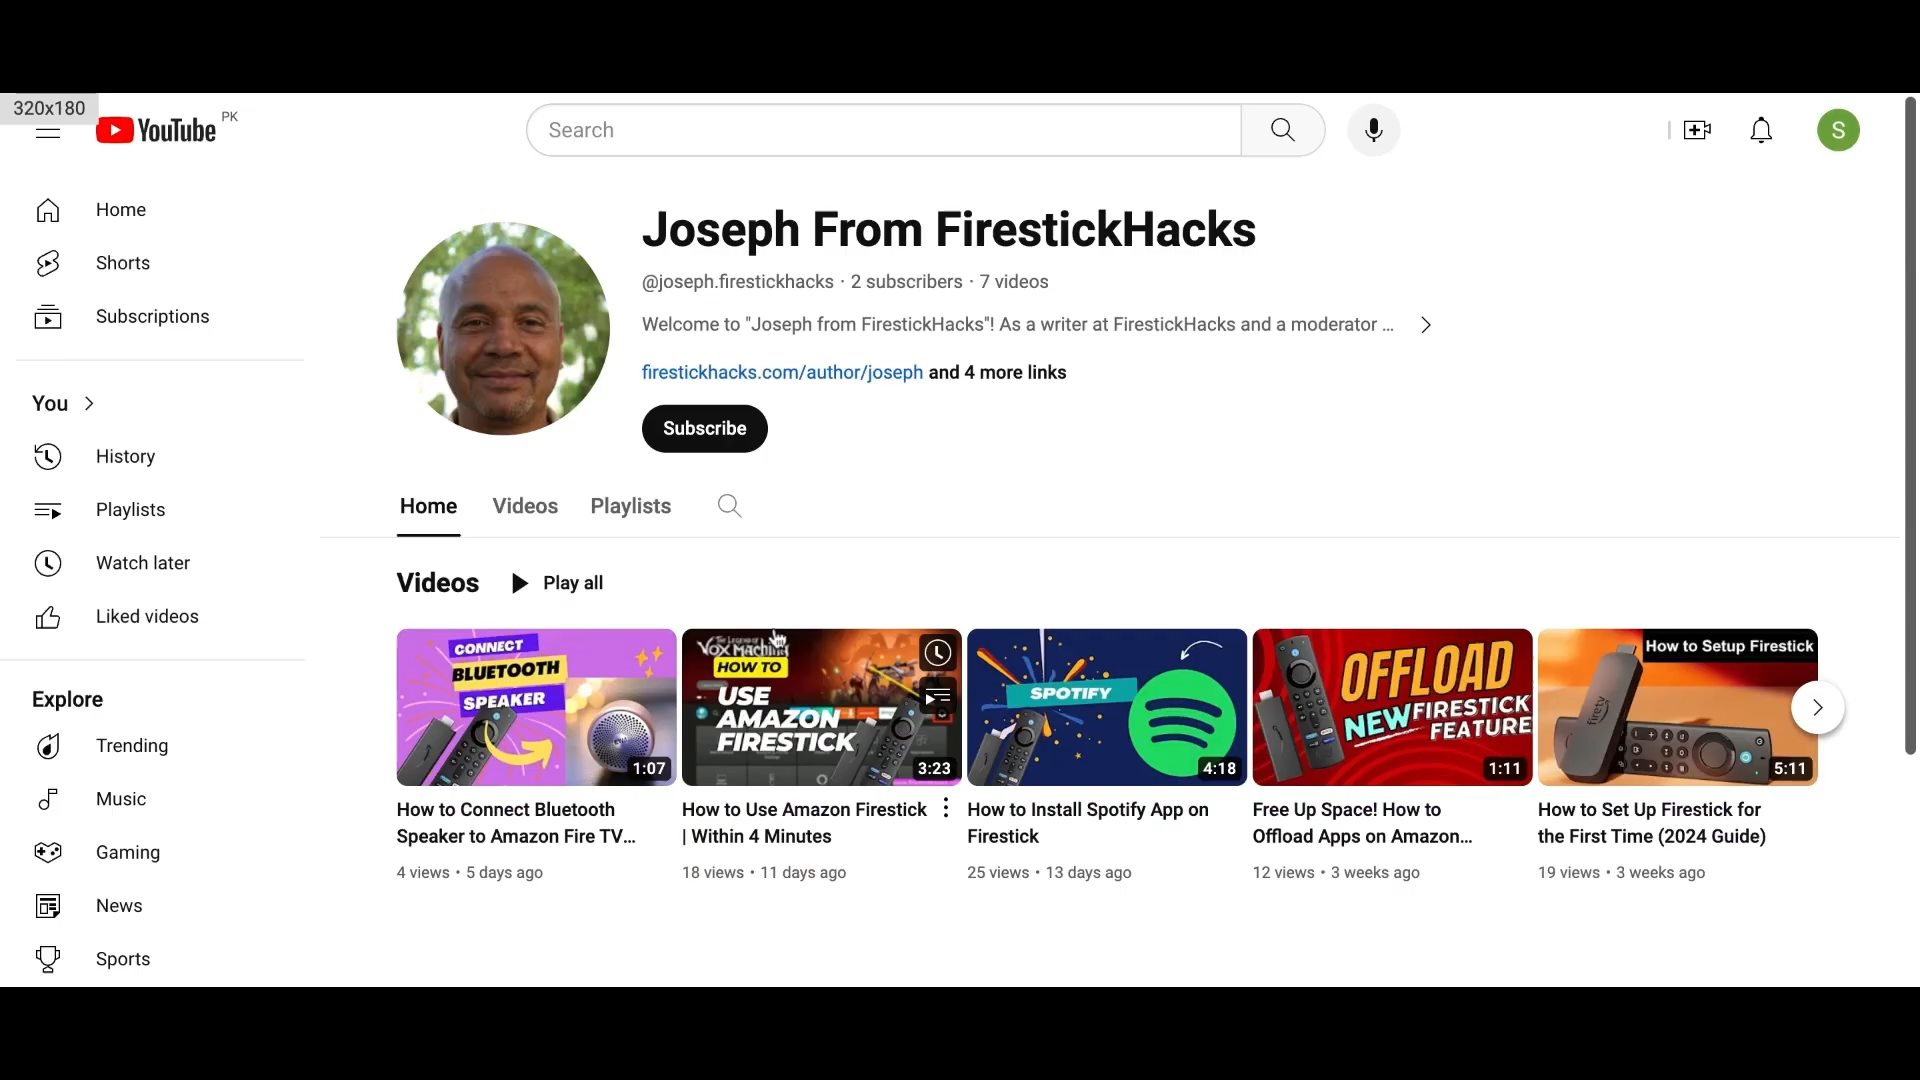 320x180
YouTube PK
Search
S
Home
Shorts
Subscriptions
You
History
Playlists
Watch later
Liked videos
Explore
Trending
Music
Gaming
News
Sports
Joseph From FirestickHacks
@joseph.firestickhacks · 2 subscribers · 7 videos
Welcome to "Joseph from FirestickHacks"! As a writer at FirestickHacks and a moderator ...
firestickhacks.com/author/joseph and 4 more links
Subscribe
Home Videos Playlists
Videos Play all
CONNECT
BLUETOOTH
SPEAKER
1:07
How to Connect Bluetooth
Speaker to Amazon Fire TV...
4 views • 5 days ago
THE LEGEND OF
VOX MACHINA
HOW TO
USE
AMAZON
FIRESTICK
3:23
How to Use Amazon Firestick
| Within 4 Minutes
18 views • 11 days ago
SPOTIFY
4:18
How to Install Spotify App on
Firestick
25 views • 13 days ago
OFFLOAD
NEW FIRESTICK
FEATURE
1:11
Free Up Space! How to
Offload Apps on Amazon...
12 views • 3 weeks ago
How to Setup Firestick
firetv
5:11
How to Set Up Firestick for
the First Time (2024 Guide)
19 views • 3 weeks ago